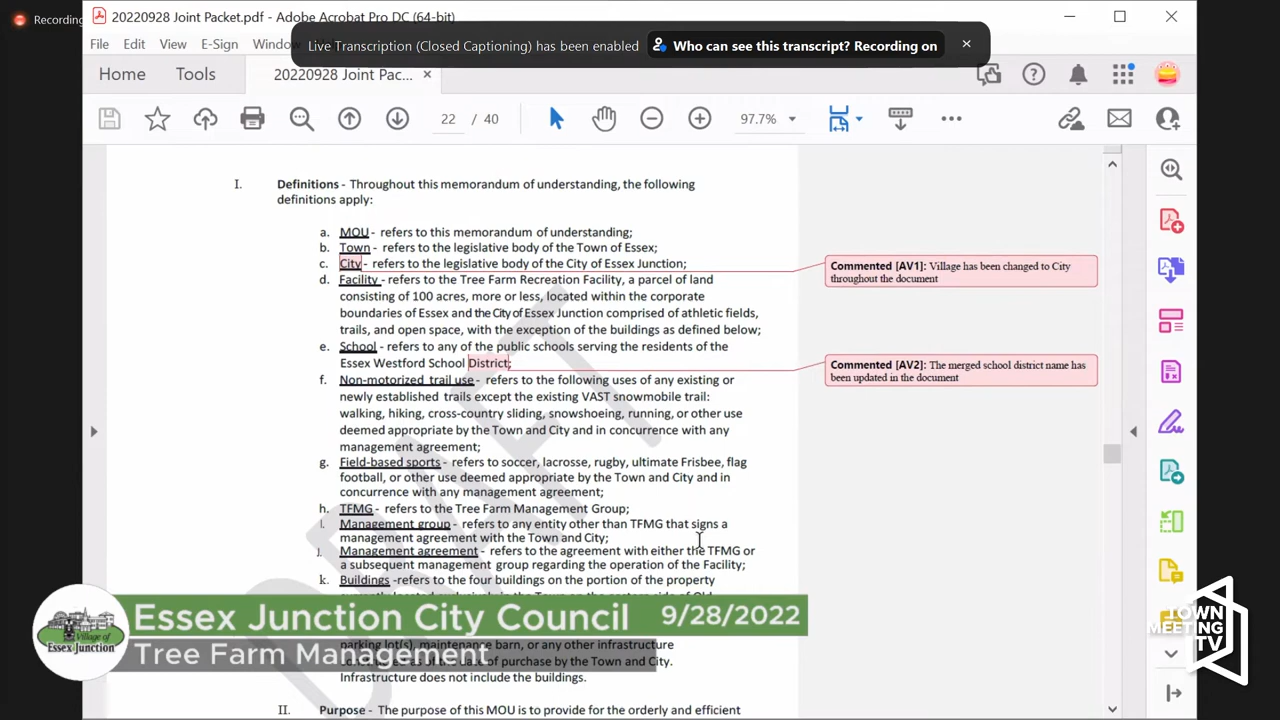 Recording
20220928 Joint Packet.pdf - Adobe Acrobat Pro DC (64-bit)
File Edit View E-Sign Window
Live Transcription (Closed Captioning) has been enabled Who can see this transcript? Recording on
Home Tools 20220928 Joint Pac...
22 / 40 97.7%
I. Definitions - Throughout this memorandum of understanding, the following
definitions apply:
a. MOU - refers to this memorandum of understanding;
b. Town - refers to the legislative body of the Town of Essex;
c. City - refers to the legislative body of the City of Essex Junction;
d. Facility - refers to the Tree Farm Recreation Facility, a parcel of land
consisting of 100 acres, more or less, located within the corporate
boundaries of Essex and the City of Essex Junction comprised of athletic fields,
trails, and open space, with the exception of the buildings as defined below;
e. School - refers to any of the public schools serving the residents of the
Essex Westford School District;
f. Non-motorized trail use - refers to the following uses of any existing or
newly established trails except the existing VAST snowmobile trail:
walking, hiking, cross-country sliding, snowshoeing, running, or other use
deemed appropriate by the Town and City and in concurrence with any
management agreement;
g. Field-based sports - refers to soccer, lacrosse, rugby, ultimate Frisbee, flag
football, or other use deemed appropriate by the Town and City and in
concurrence with any management agreement;
h. TFMG - refers to the Tree Farm Management Group;
i. Management group - refers to any entity other than TFMG that signs a
management agreement with the Town and City;
j. Management agreement - refers to the agreement with either the TFMG or
a subsequent management group regarding the operation of the Facility;
k. Buildings -refers to the four buildings on the portion of the property
parking lot(s), maintenance barn, or any other infrastructure
of purchase by the Town and City.
Infrastructure does not include the buildings.
II. Purpose - The purpose of this MOU is to provide for the orderly and efficient
Commented [AV1]: Village has been changed to City
throughout the document
Commented [AV2]: The merged school district name has
been updated in the document
DRAFT
Village of
Essex Junction
Essex Junction City Council 9/28/2022
Tree Farm Management
TOWN
MEETING
TV